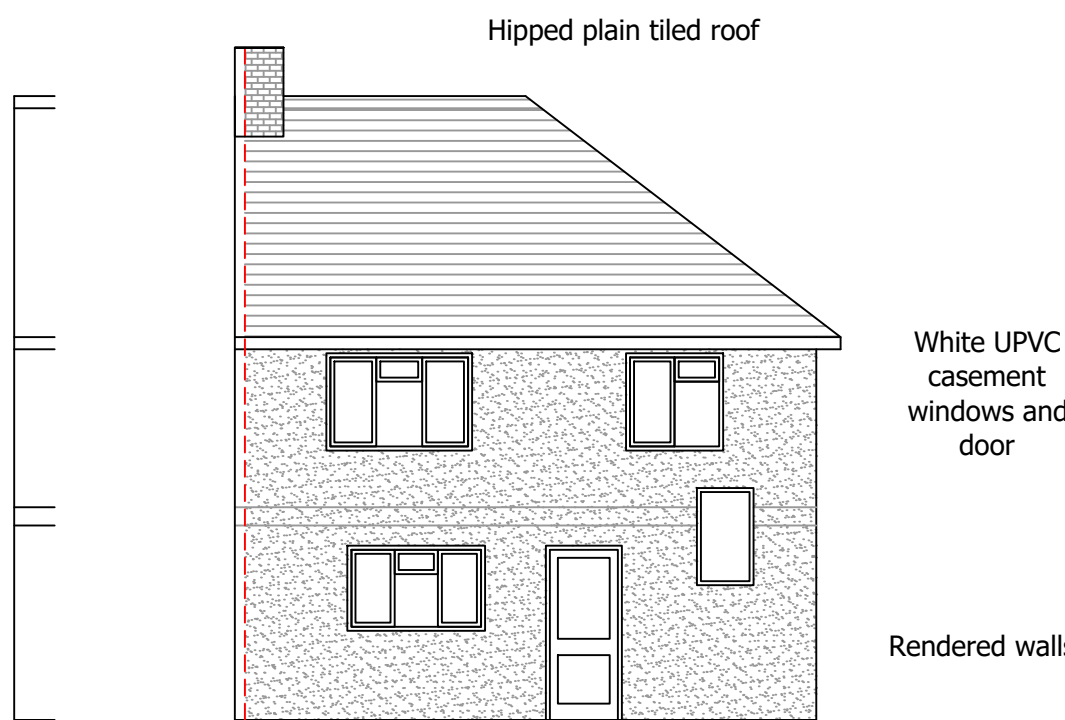 Hipped plain tiled roof
White UPVC
casement
windows and
door
Rendered walls